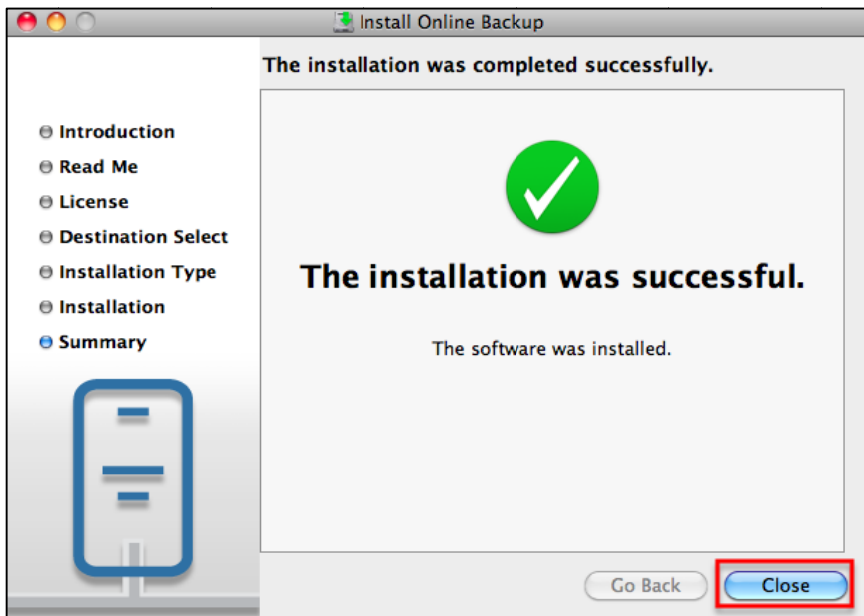 Install Online Backup
The installation was completed successfully.
Introduction
Read Me
License
Destination Select
Installation Type
Installation
Summary
The installation was successful.
The software was installed.
Go Back
Close